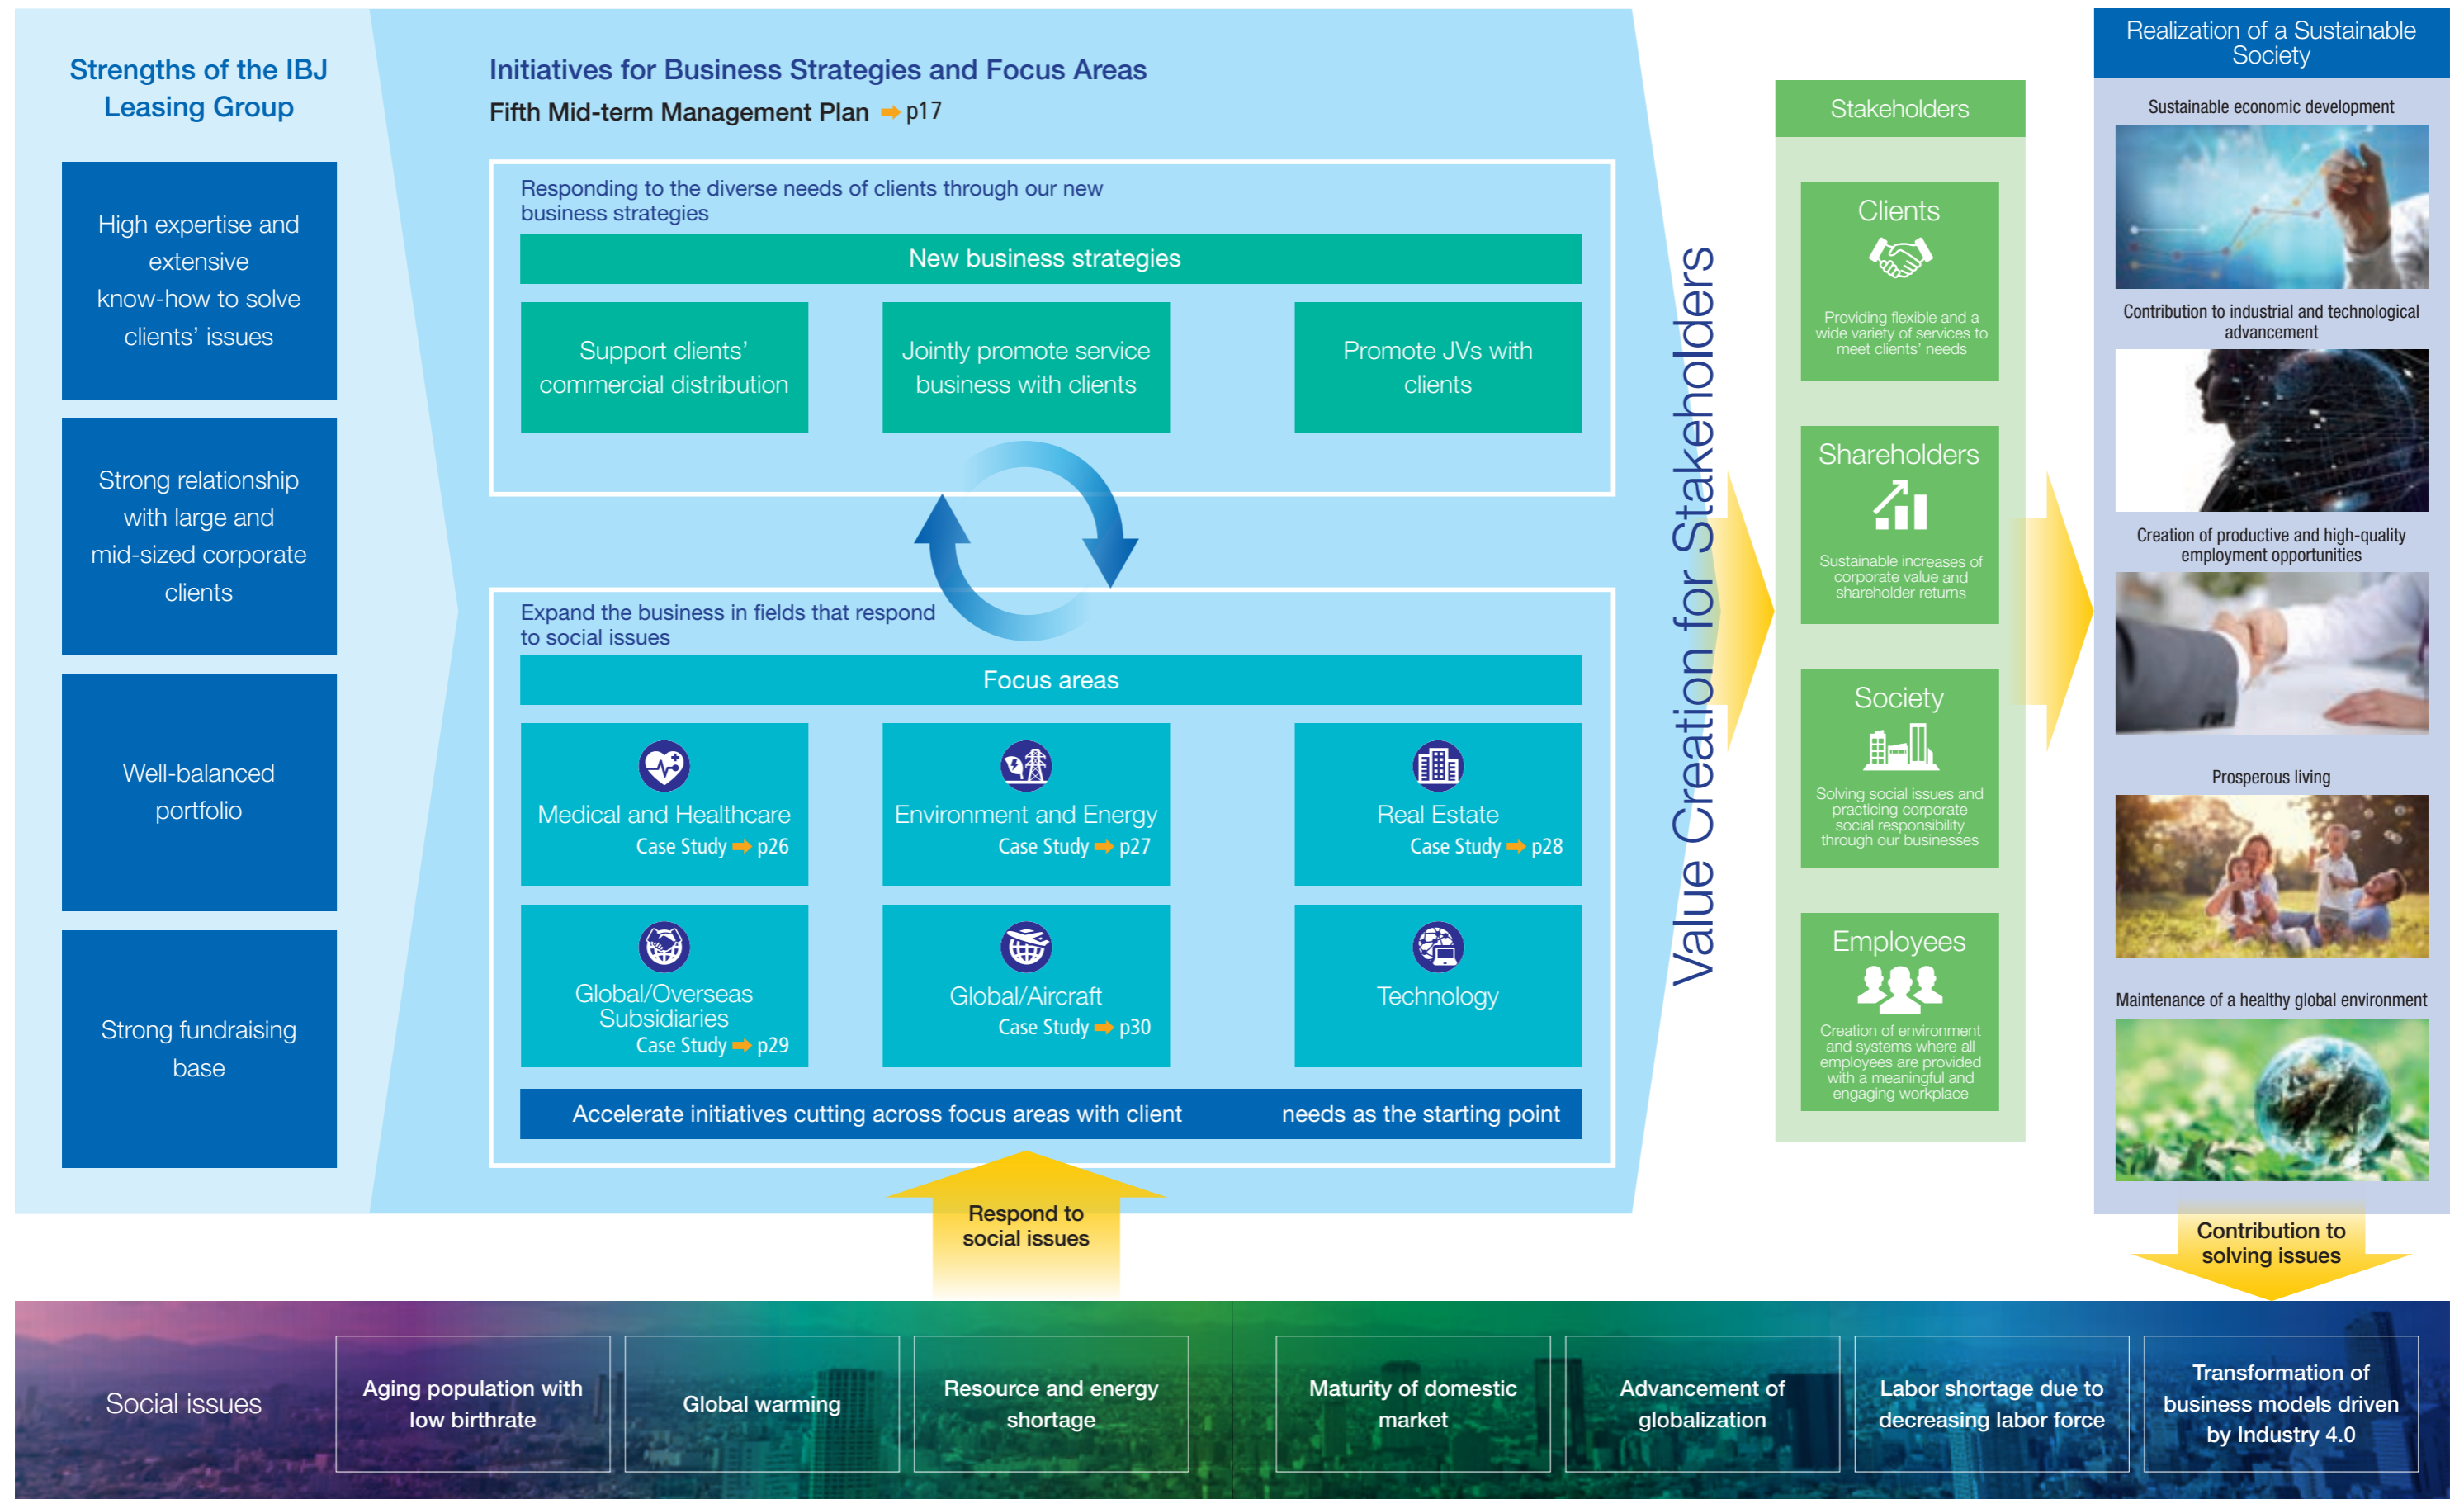 Strengths of the IBJ
Leasing Group
High expertise and
extensive
know-how to solve
clients’ issues
Strong relationship
with large and
mid-sized corporate
clients
Well-balanced
portfolio
Strong fundraising
base
Initiatives for Business Strategies and Focus Areas
Fifth Mid-term Management Plan ➡ p17
Responding to the diverse needs of clients through our new
business strategies
New business strategies
Support clients’
commercial distribution
Jointly promote service
business with clients
Promote JVs with
clients
Expand the business in fields that respond
to social issues
Focus areas
Medical and Healthcare
Case Study ➡ p26
Environment and Energy
Case Study ➡ p27
Real Estate
Case Study ➡ p28
Global/Overseas
Subsidiaries
Case Study ➡ p29
Global/Aircraft
Case Study ➡ p30
Technology
Accelerate initiatives cutting across focus areas with client needs as the starting point
Respond to
social issues
Value Creation for Stakeholders
Stakeholders
Clients
Providing flexible and a
wide variety of services to
meet clients’ needs
Shareholders
Sustainable increases of
corporate value and
shareholder returns
Society
Solving social issues and
practicing corporate
social responsibility
through our businesses
Employees
Creation of environment
and systems where all
employees are provided
with a meaningful and
engaging workplace
Realization of a Sustainable
Society
Sustainable economic development
Contribution to industrial and technological
advancement
Creation of productive and high-quality
employment opportunities
Prosperous living
Maintenance of a healthy global environment
Contribution to
solving issues
Social issues
Aging population with
low birthrate
Global warming
Resource and energy
shortage
Maturity of domestic
market
Advancement of
globalization
Labor shortage due to
decreasing labor force
Transformation of
business models driven
by Industry 4.0